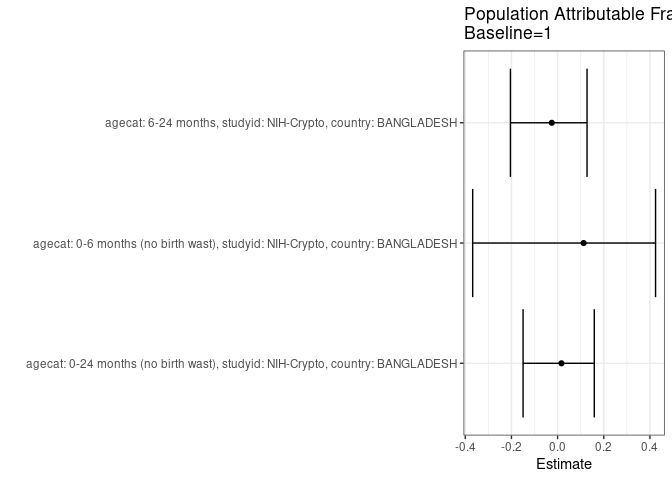 Population Attributable Fra
Baseline=1
agecat: 6-24 months, studyid: NIH-Crypto, country: BANGLADESH
agecat: 0-6 months (no birth wast), studyid: NIH-Crypto, country: BANGLADESH
agecat: 0-24 months (no birth wast), studyid: NIH-Crypto, country: BANGLADESH
-0.4 -0.2 0.0 0.2 0.4
Estimate